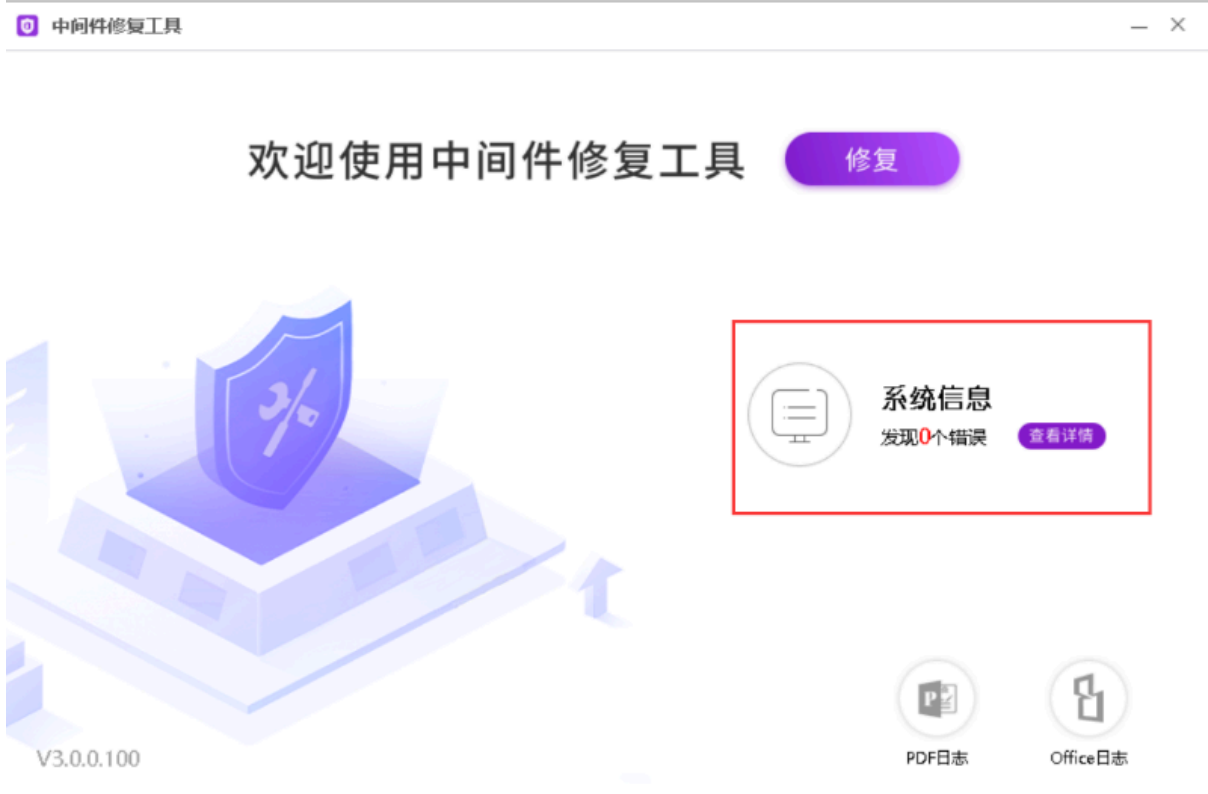 中间件修复工具
欢迎使用中间件修复工具
修复
系统信息
发现0个错误
查看详情
P
PDF日志
Office日志
V3.0.0.100